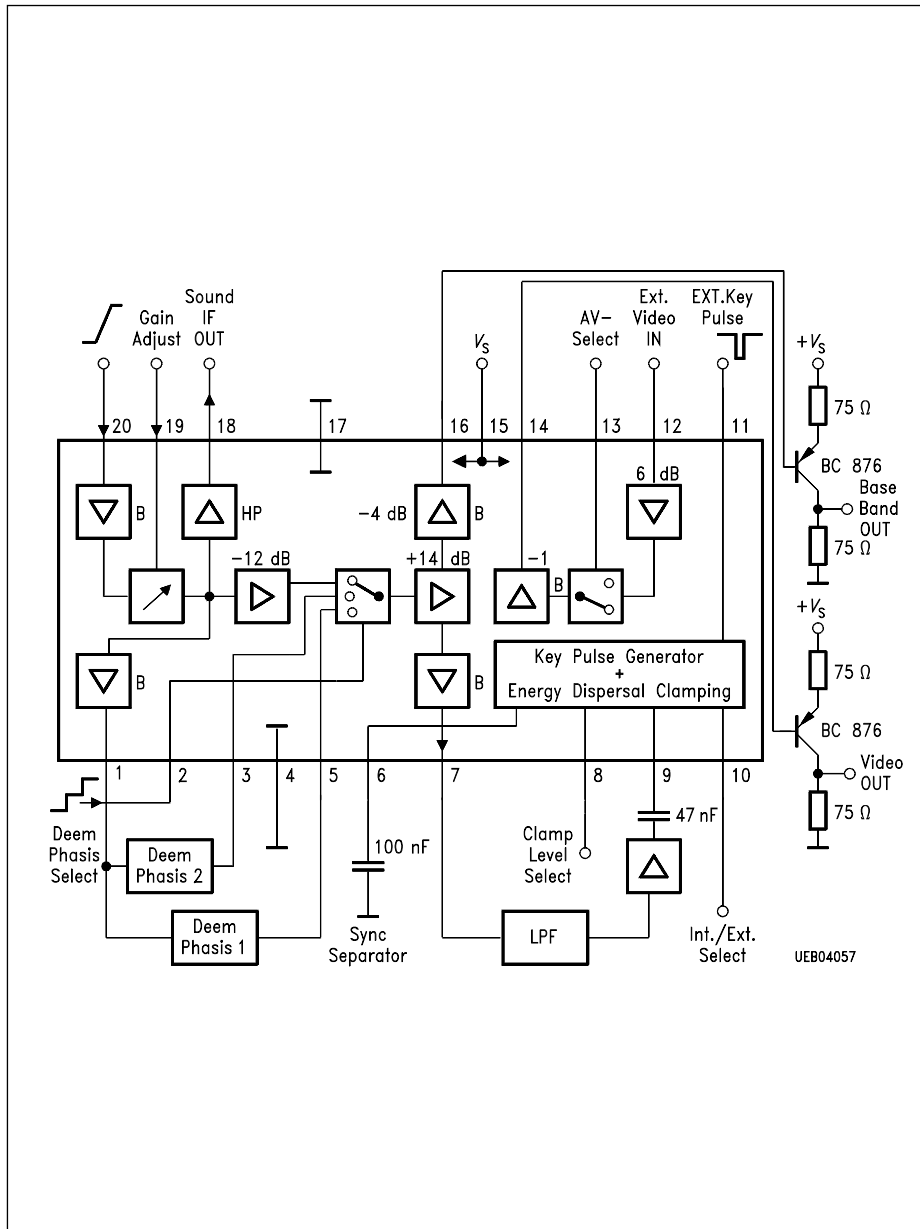 Gain
Adjust
Sound
IF
OUT
V_S
AV-
Select
Ext.
Video
IN
EXT.Key
Pulse
+V_S
75 Ω
BC 876
Base
Band
OUT
75 Ω
20 19 18 17 16 15 14 13 12 11
B
HP
-4 dB
B
6 dB
-12 dB
+14 dB
-1
B
B
B
Key Pulse Generator
+
Energy Dispersal Clamping
+V_S
75 Ω
BC 876
Video
OUT
75 Ω
1 2 3 4 5 6 7 8 9 10
Deem
Phasis
Select
Deem
Phasis 2
Deem
Phasis 1
100 nF
Sync
Separator
Clamp
Level
Select
47 nF
LPF
Int./Ext.
Select
UEB04057